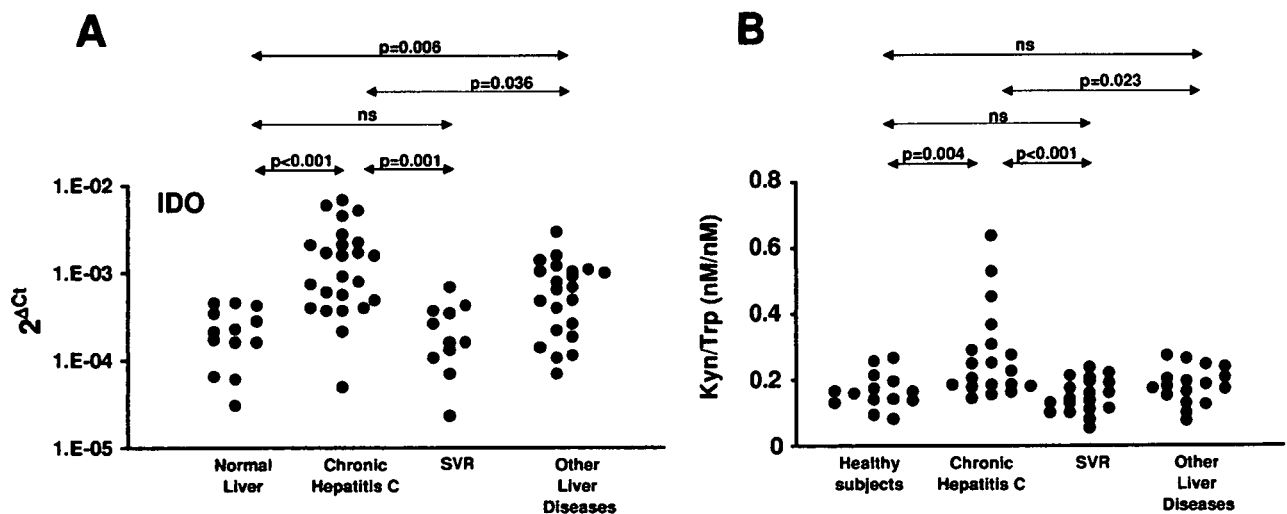 A
p=0.006
p=0.036
ns
p<0.001
p=0.001
2ΔCt
IDO
1.E-02
1.E-03
1.E-04
1.E-05
Normal
Liver
Chronic
Hepatitis C
SVR
Other
Liver
Diseases
B
ns
p=0.023
ns
p=0.004
p<0.001
Kyn/Trp (nM/nM)
0.8
0.6
0.4
0.2
0
Healthy
subjects
Chronic
Hepatitis C
SVR
Other
Liver
Diseases